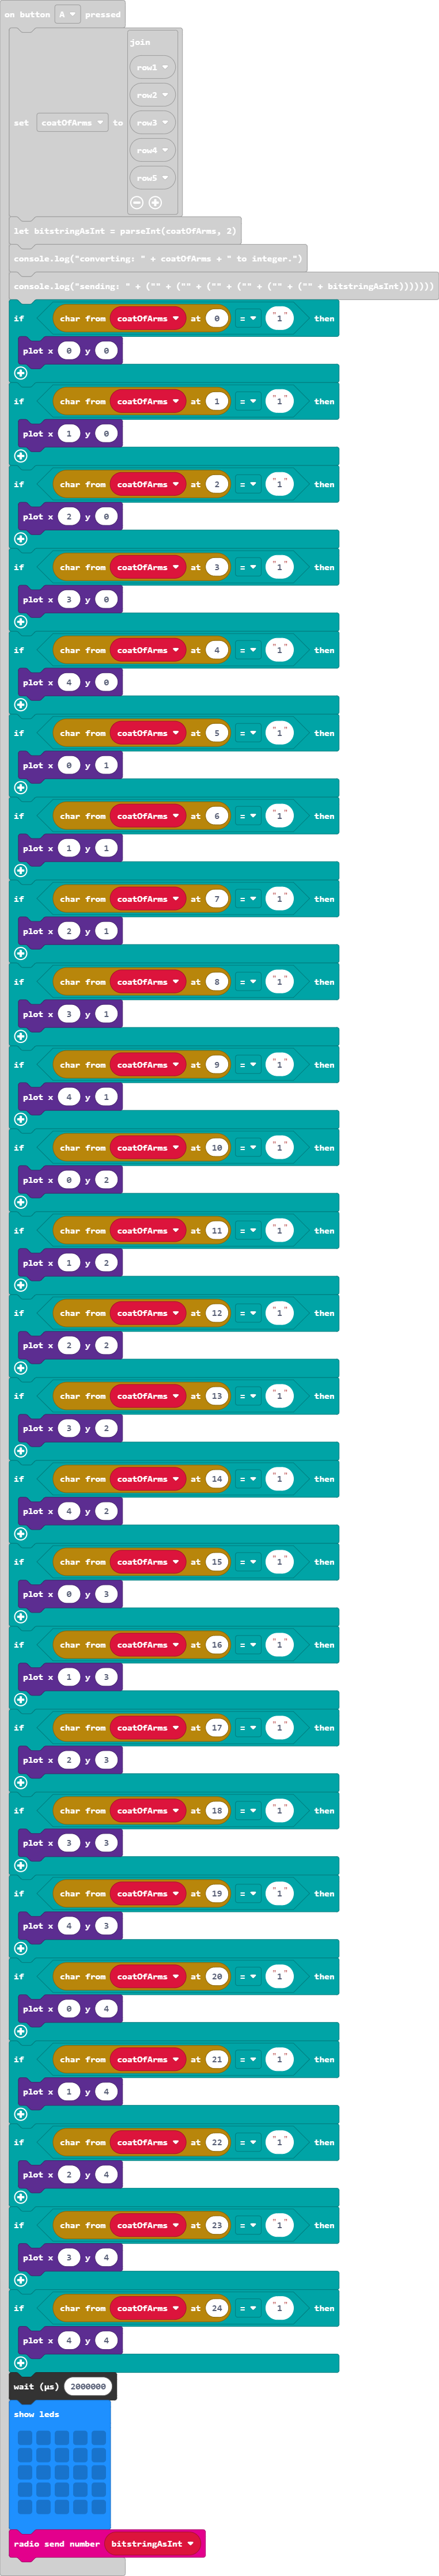 on button A pressed
set coatOfArms to join
row1
row2
row3
row4
row5
let bitstringAsInt = parseInt(coatOfArms, 2)
console.log("converting: " + coatOfArms + " to integer.")
console.log("sending: " + ("" + ("" + ("" + ("" + ("" + ("" + bitstringAsInt)))))))
if char from coatOfArms at 0 = "1" then
plot x 0 y 0
if char from coatOfArms at 1 = "1" then
plot x 1 y 0
if char from coatOfArms at 2 = "1" then
plot x 2 y 0
if char from coatOfArms at 3 = "1" then
plot x 3 y 0
if char from coatOfArms at 4 = "1" then
plot x 4 y 0
if char from coatOfArms at 5 = "1" then
plot x 0 y 1
if char from coatOfArms at 6 = "1" then
plot x 1 y 1
if char from coatOfArms at 7 = "1" then
plot x 2 y 1
if char from coatOfArms at 8 = "1" then
plot x 3 y 1
if char from coatOfArms at 9 = "1" then
plot x 4 y 1
if char from coatOfArms at 10 = "1" then
plot x 0 y 2
if char from coatOfArms at 11 = "1" then
plot x 1 y 2
if char from coatOfArms at 12 = "1" then
plot x 2 y 2
if char from coatOfArms at 13 = "1" then
plot x 3 y 2
if char from coatOfArms at 14 = "1" then
plot x 4 y 2
if char from coatOfArms at 15 = "1" then
plot x 0 y 3
if char from coatOfArms at 16 = "1" then
plot x 1 y 3
if char from coatOfArms at 17 = "1" then
plot x 2 y 3
if char from coatOfArms at 18 = "1" then
plot x 3 y 3
if char from coatOfArms at 19 = "1" then
plot x 4 y 3
if char from coatOfArms at 20 = "1" then
plot x 0 y 4
if char from coatOfArms at 21 = "1" then
plot x 1 y 4
if char from coatOfArms at 22 = "1" then
plot x 2 y 4
if char from coatOfArms at 23 = "1" then
plot x 3 y 4
if char from coatOfArms at 24 = "1" then
plot x 4 y 4
wait (µs) 2000000
show leds
radio send number bitstringAsInt